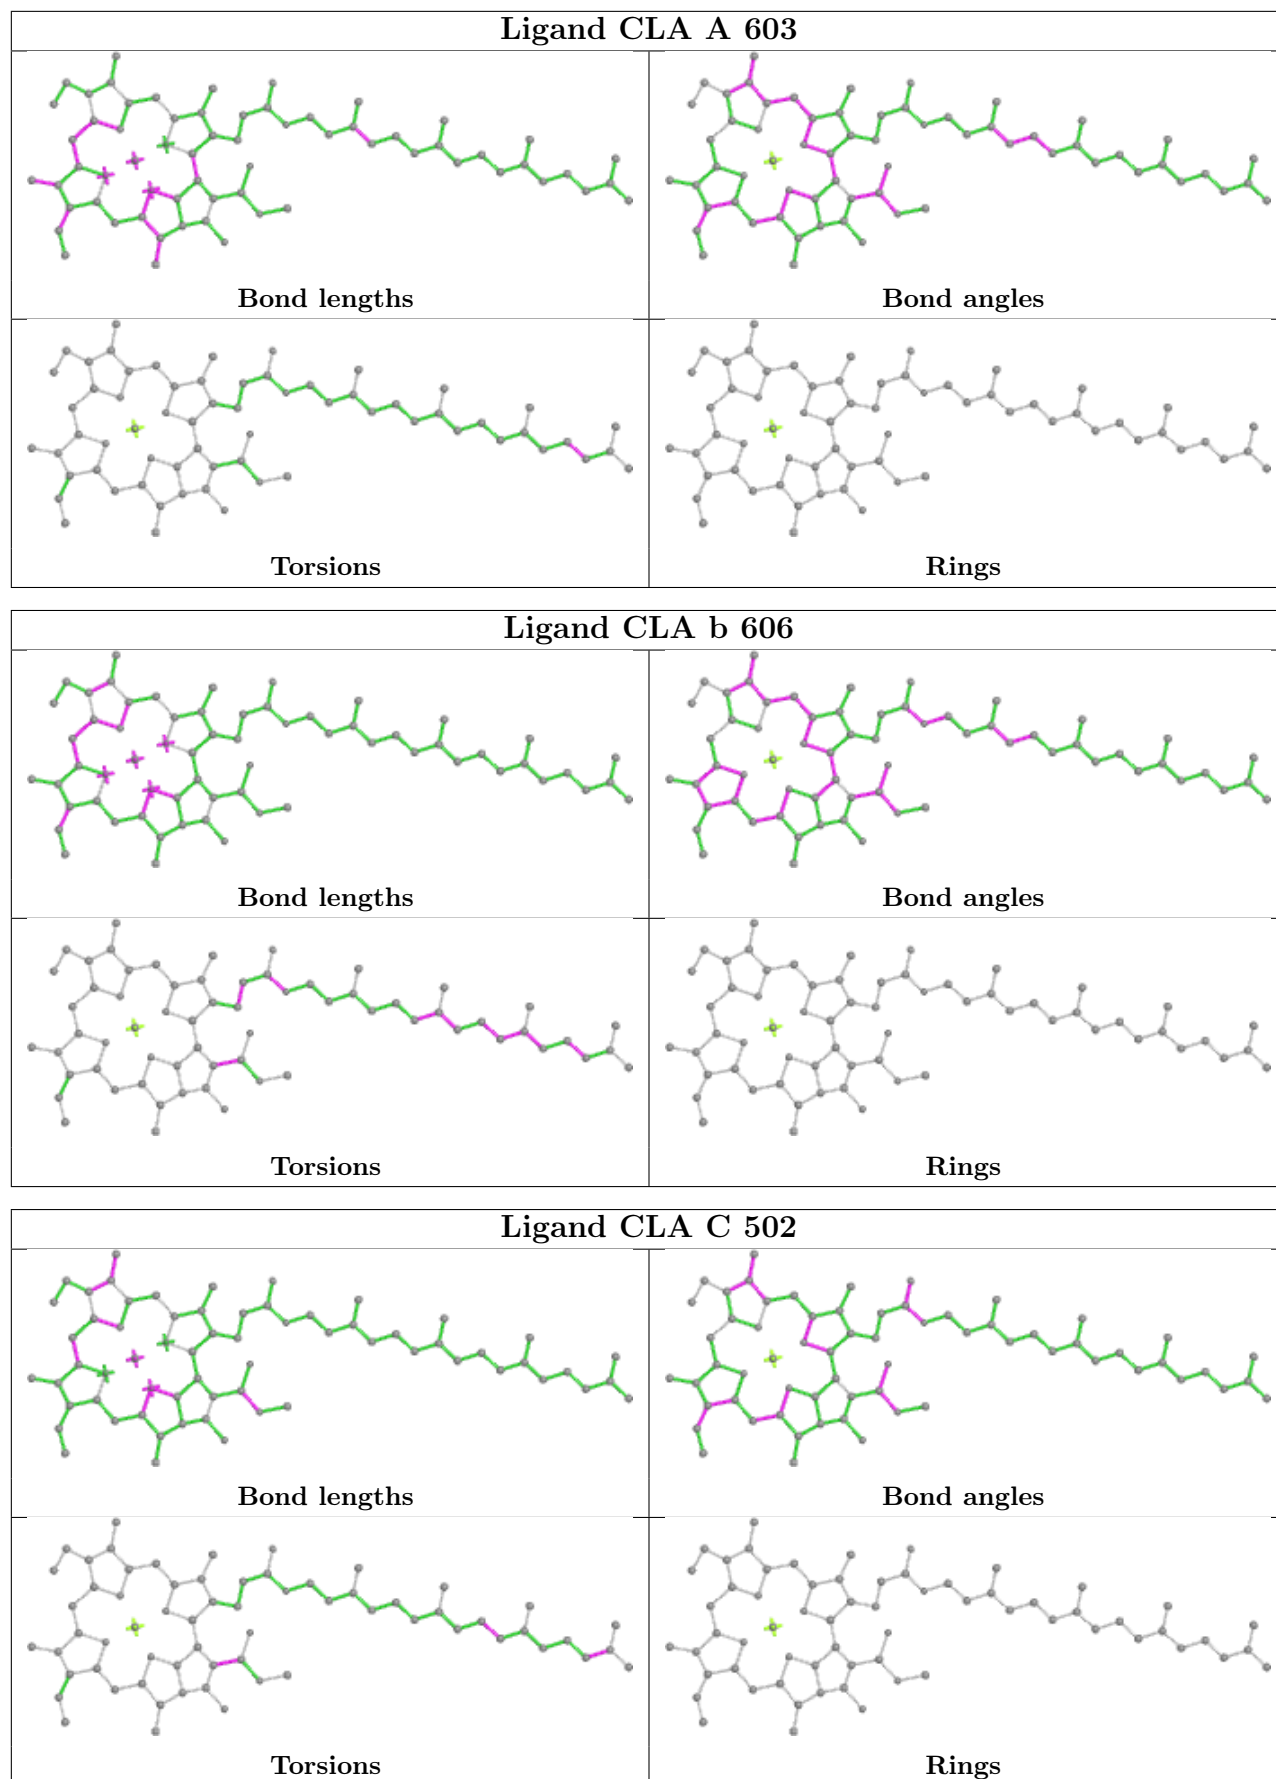 Ligand CLA A 603
Bond lengths
Bond angles
Torsions
Rings
Ligand CLA b 606
Bond lengths
Bond angles
Torsions
Rings
Ligand CLA C 502
Bond lengths
Bond angles
Torsions
Rings